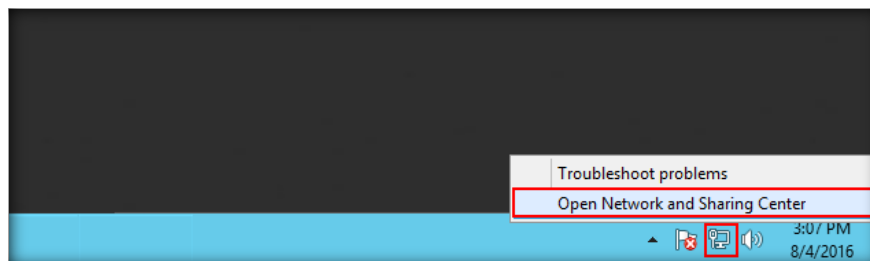 Troubleshoot problems
Open Network and Sharing Center
3:07 PM
8/4/2016